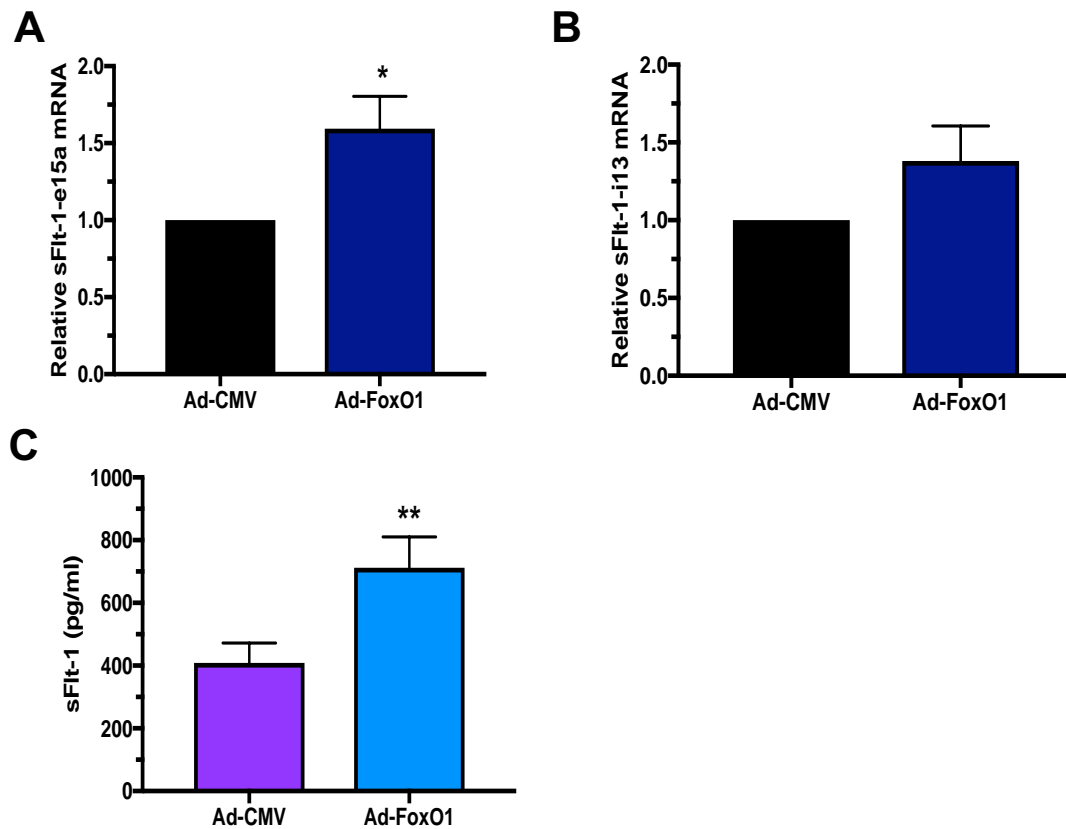 A
Relative sFlt-1-e15a mRNA
2.0
1.5
1.0
0.5
0.0
*
Ad-CMV Ad-FoxO1
B
Relative sFlt-1-i13 mRNA
2.0
1.5
1.0
0.5
0.0
Ad-CMV Ad-FoxO1
C
sFlt-1 (pg/ml)
1000
800
600
400
200
0
**
Ad-CMV Ad-FoxO1